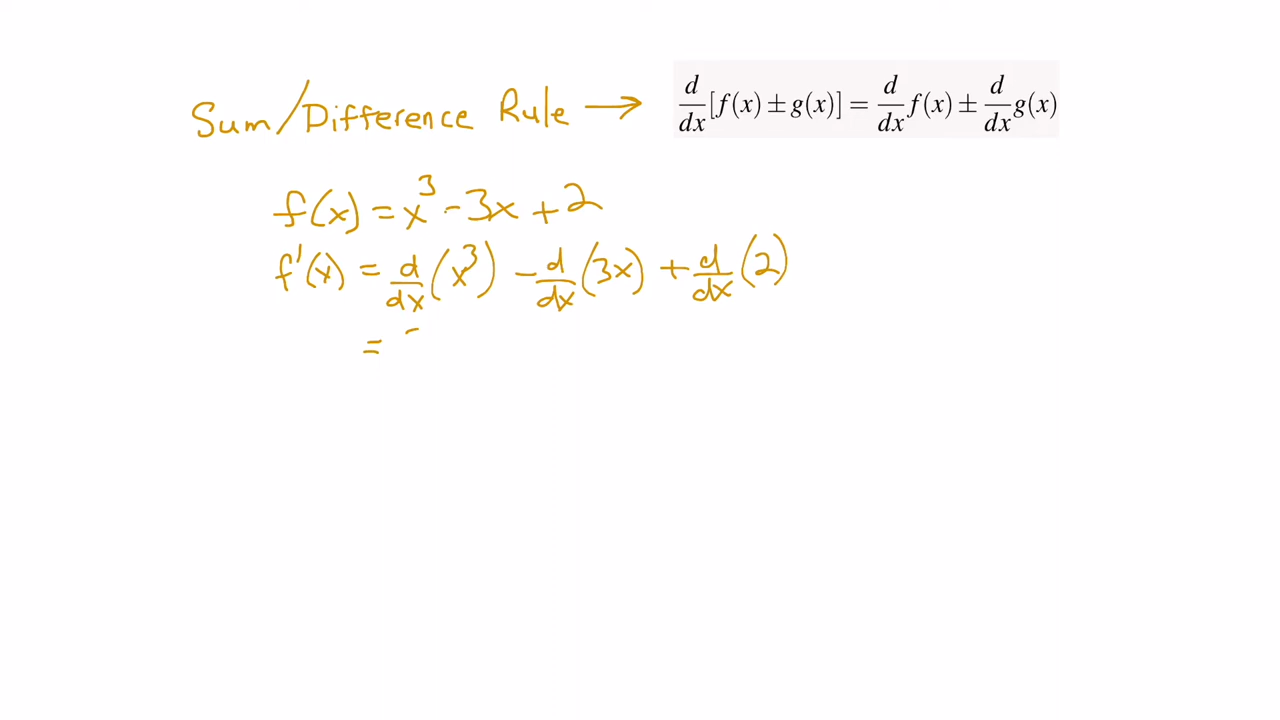 Sum/Difference Rule → d/dx [f(x) ± g(x)] = d/dx f(x) ± d/dx g(x)
f(x) = x³ - 3x + 2
f'(x) = d/dx (x³) - d/dx (3x) + d/dx (2)
=